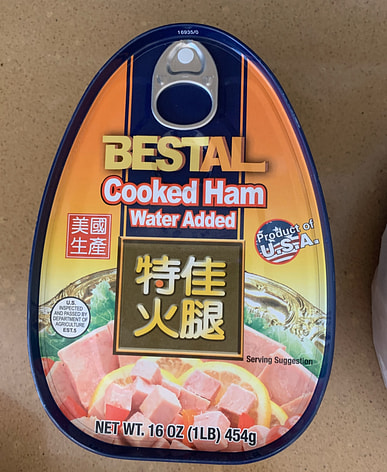 16935/0
BESTAL
Cooked Ham
Water Added
美國
生產
Product of
U.S.A.
特佳
火腿
U.S.
INSPECTED
AND PASSED BY
DEPARTMENT OF
AGRICULTURE
EST.5
Serving Suggestion
NET WT. 16 OZ (1LB) 454g